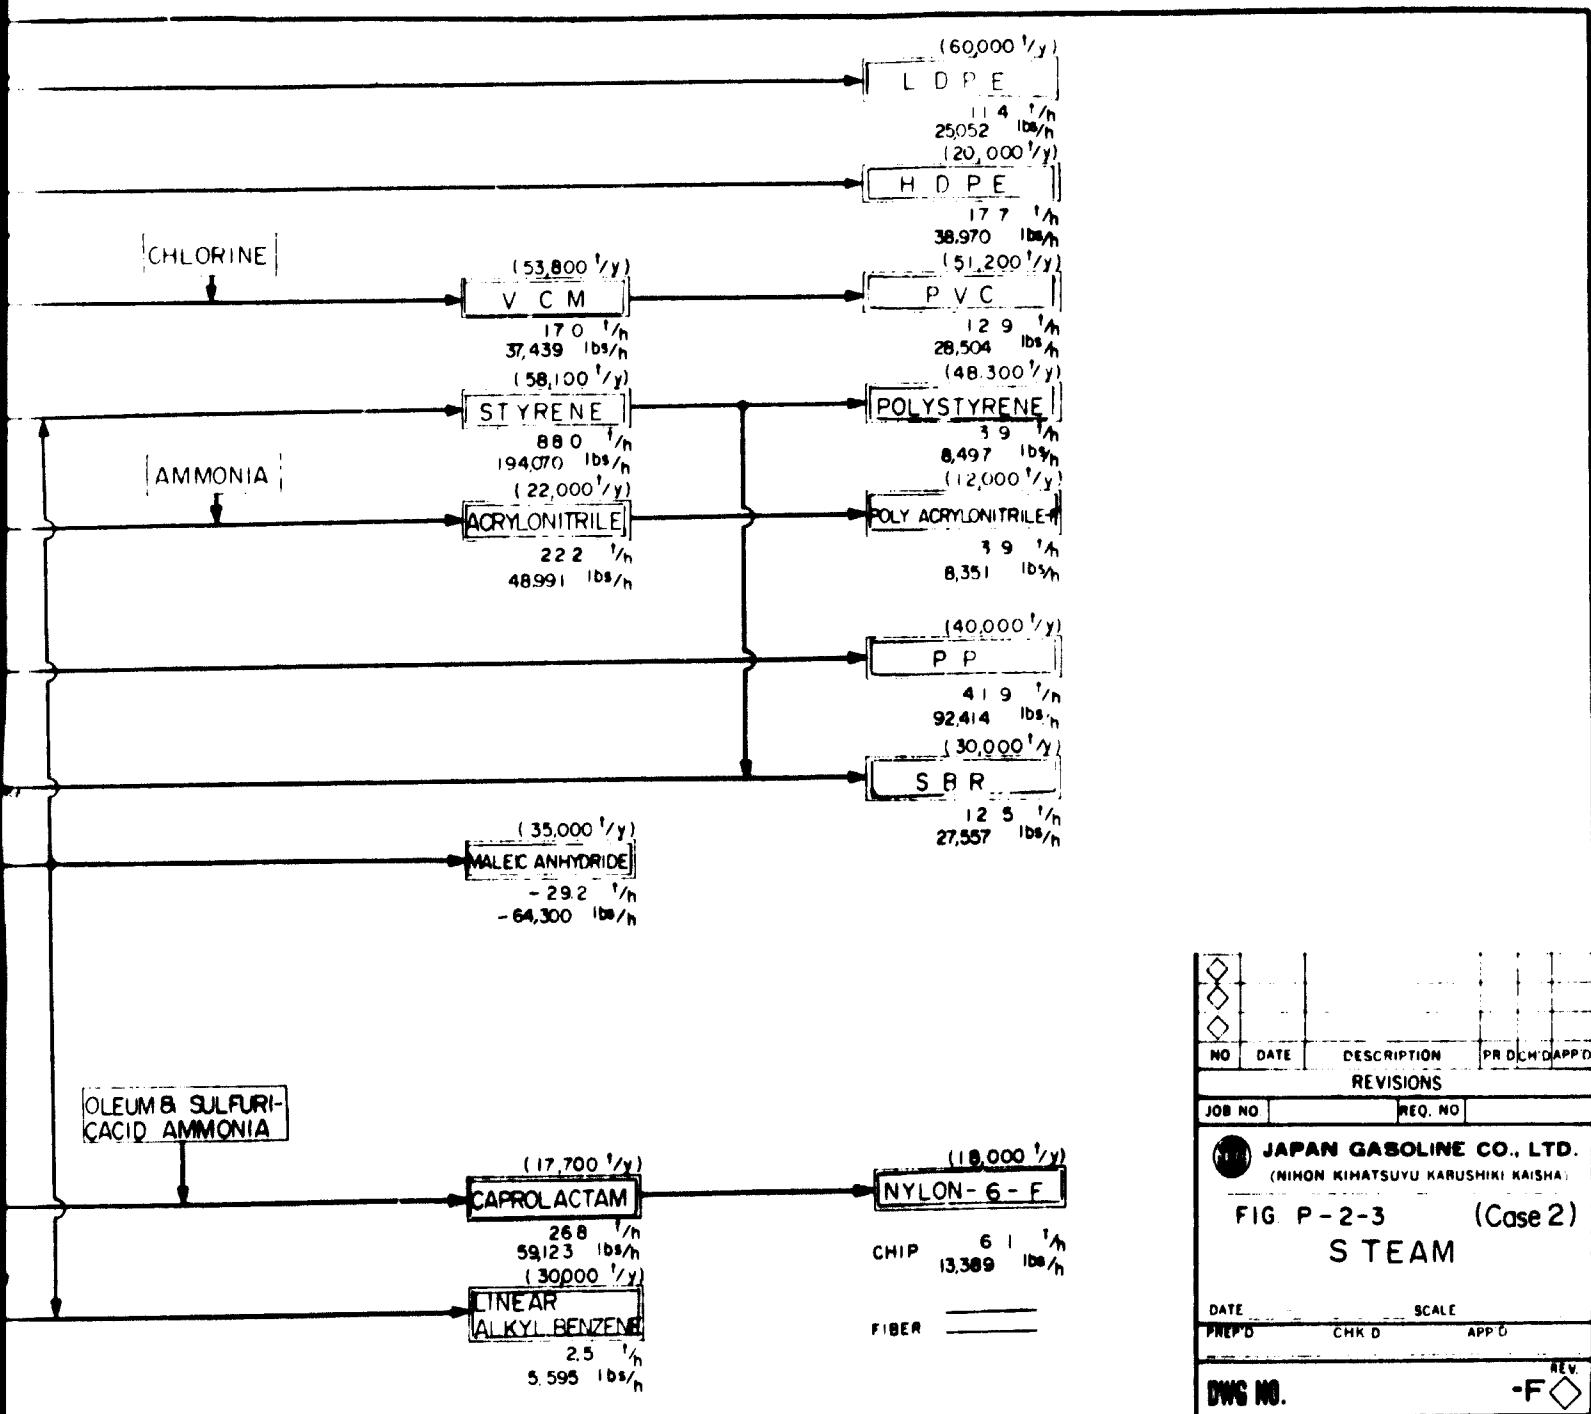 (60,000 t/y)
L D P E
11 4 t/h
25,052 lbs/h
(20,000 t/y)
H D P E
17 7 t/h
38,970 lbs/h
CHLORINE
(53,800 t/y)
V C M
17 0 t/h
37,439 lbs/h
(51,200 t/y)
P V C
12 9 t/h
28,504 lbs/h
(58,100 t/y)
STYRENE
88 0 t/h
194,070 lbs/h
(48,300 t/y)
POLYSTYRENE
3 9 t/h
8,497 lbs/h
AMMONIA
(22,000 t/y)
ACRYLONITRILE
22 2 t/h
48,991 lbs/h
(12,000 t/y)
POLY ACRYLONITRILE-F
3 9 t/h
8,351 lbs/h
(40,000 t/y)
P P
41 9 t/h
92,414 lbs/h
(30,000 t/y)
S B R
12 5 t/h
27,557 lbs/h
(35,000 t/y)
MALEIC ANHYDRIDE
-29.2 t/h
-64,300 lbs/h
OLEUM & SULFURI-
CACID AMMONIA
(17,700 t/y)
CAPROLACTAM
26 8 t/h
59,123 lbs/h
(18,000 t/y)
NYLON-6-F
CHIP 6 1 t/h
13,389 lbs/h
FIBER
(30,000 t/y)
LINEAR
ALKYL BENZENE
2.5 t/h
5,595 lbs/h
NO DATE DESCRIPTION PR'D CH'D APP'D
REVISIONS
JOB NO REQ. NO
JAPAN GASOLINE CO., LTD.
(NIHON KIHATSUYU KABUSHIKI KAISHA)
FIG. P-2-3 (Case 2)
STEAM
DATE SCALE
PREP'D CHK'D APP'D
DWG NO. -F REV.